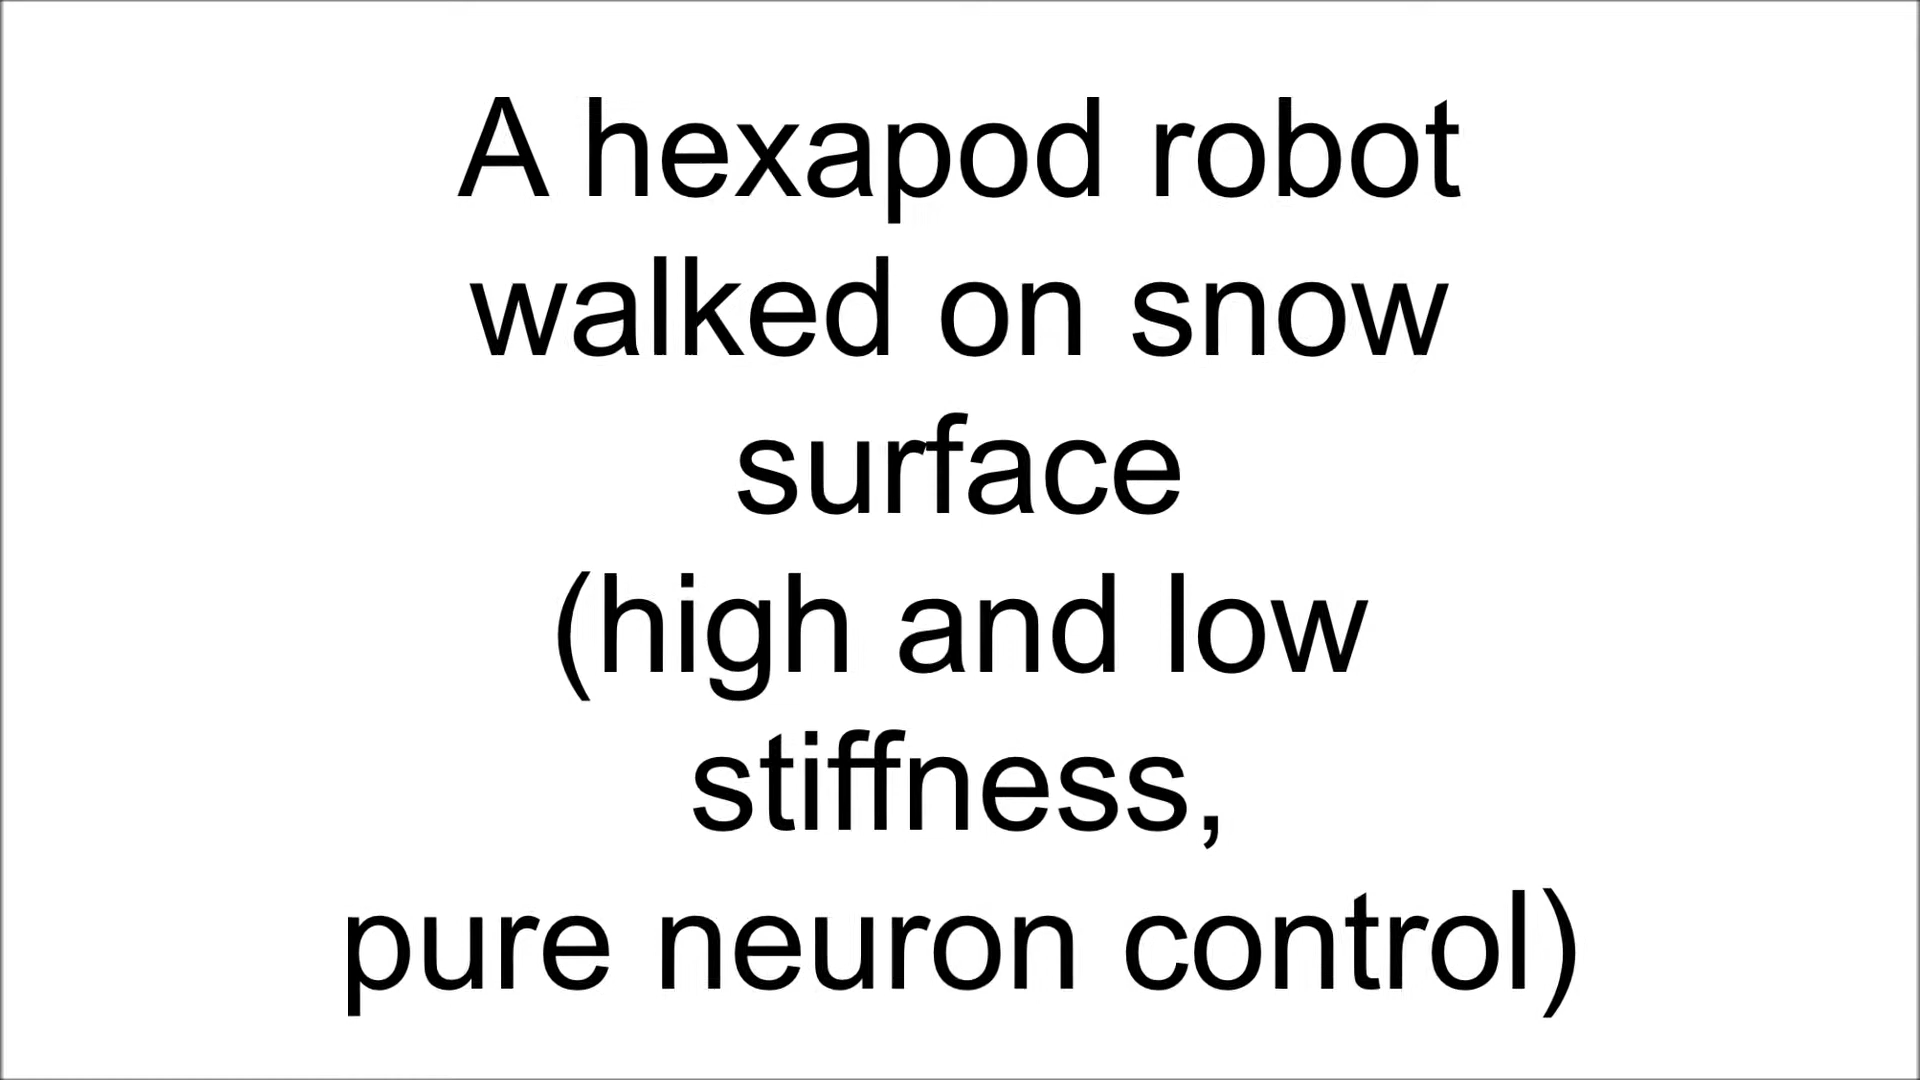 A hexapod robot
walked on snow
surface
(high and low
stiffness,
pure neuron control)